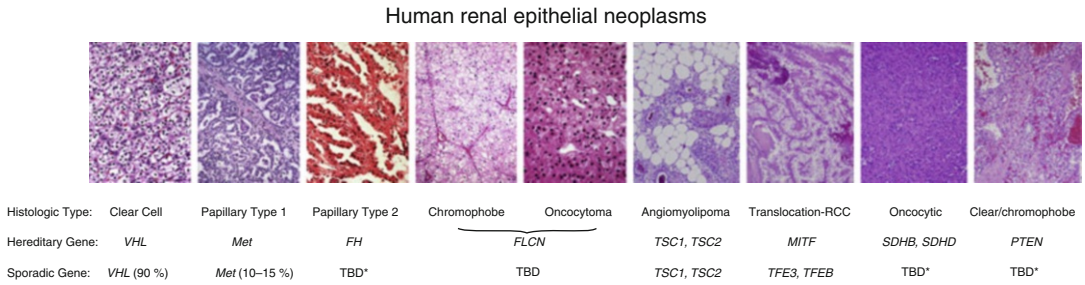 Human renal epithelial neoplasms
Histologic Type: Clear Cell Papillary Type 1 Papillary Type 2 Chromophobe Oncocytoma Angiomyolipoma Translocation-RCC Oncocytic Clear/chromophobe
Hereditary Gene: VHL Met FH FLCN TSC1, TSC2 MITF SDHB, SDHD PTEN
Sporadic Gene: VHL (90 %) Met (10–15 %) TBD* TBD TSC1, TSC2 TFE3, TFEB TBD* TBD*